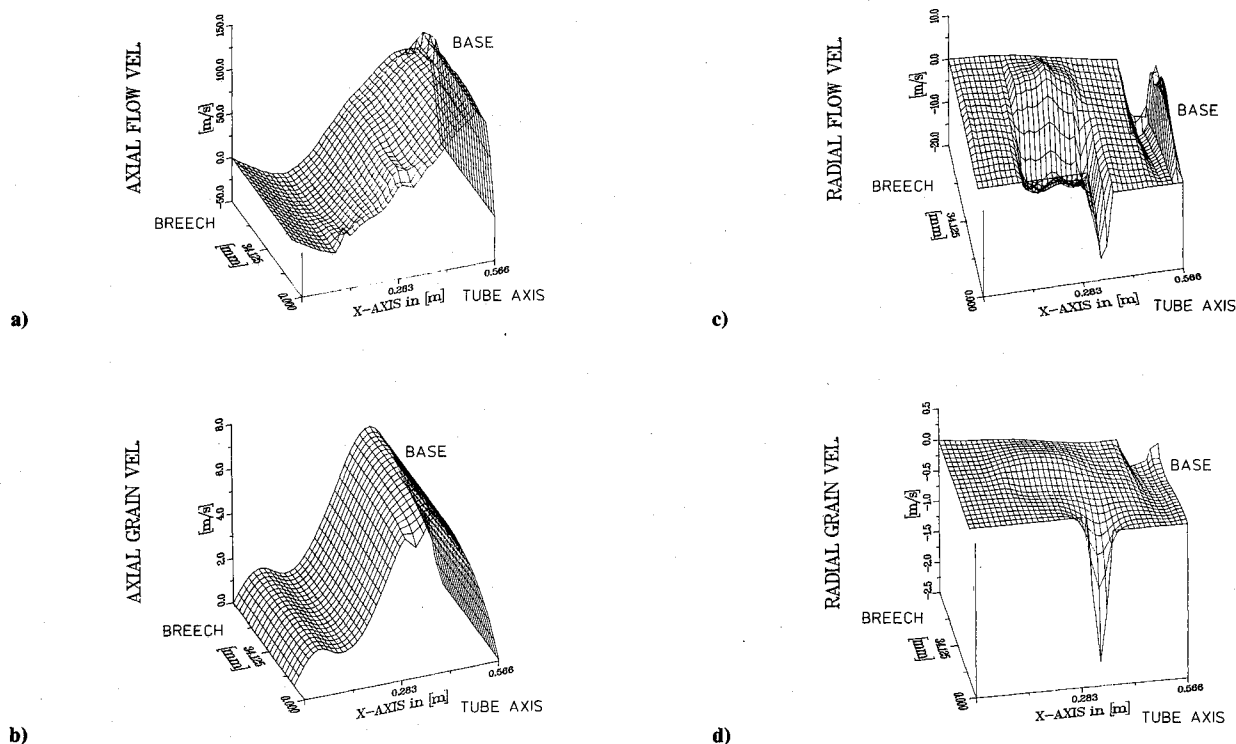 AXIAL FLOW VEL.
[m/s]
150.0
100.0
50.0
0.0
-50.0
BASE
BREECH
34.125
[mm]
0.000
0.283
0.566
X-AXIS in [m] TUBE AXIS
a)
AXIAL GRAIN VEL.
[m/s]
8.0
6.0
4.0
2.0
0.0
BASE
BREECH
34.125
[mm]
0.000
0.283
0.566
X-AXIS in [m] TUBE AXIS
b)
RADIAL FLOW VEL.
[m/s]
10.0
0.0
-10.0
-20.0
BASE
BREECH
34.125
[mm]
0.000
0.283
0.566
X-AXIS in [m] TUBE AXIS
c)
RADIAL GRAIN VEL.
[m/s]
0.5
0.0
-0.5
-1.0
-1.5
-2.0
-2.5
BASE
BREECH
34.125
[mm]
0.000
0.283
0.566
X-AXIS in [m] TUBE AXIS
d)